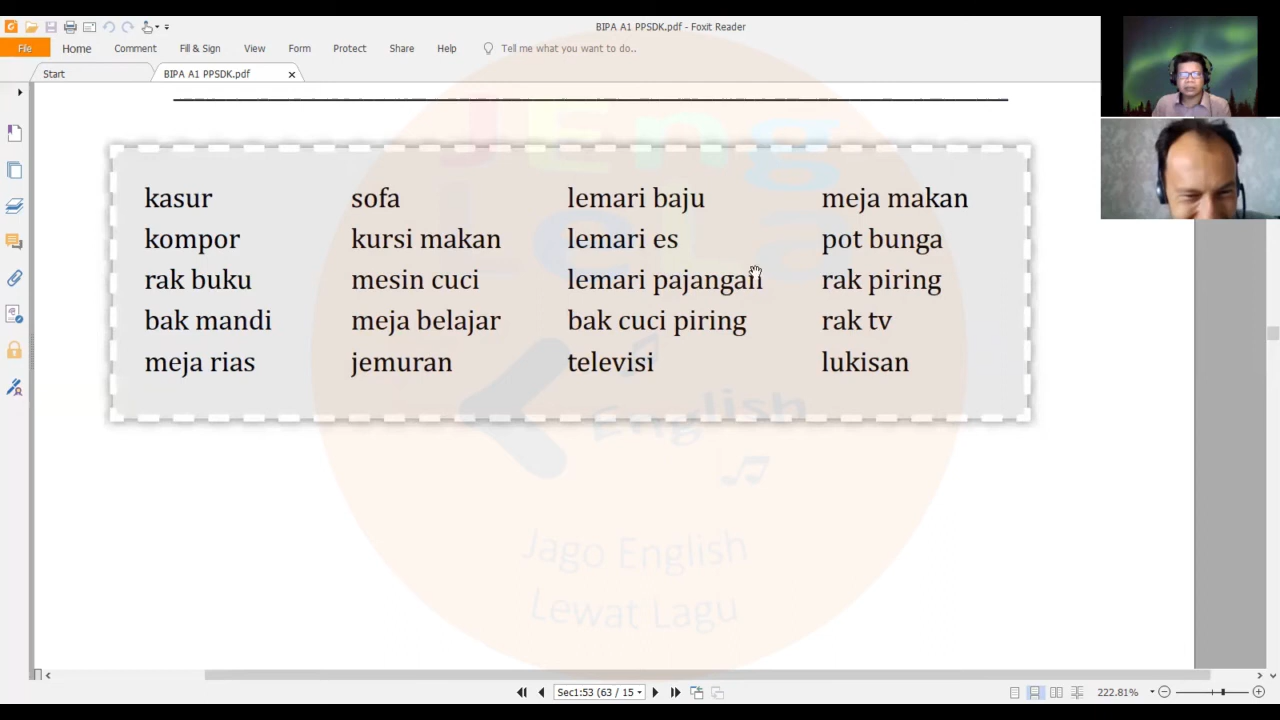 BIPA A1 PPSDK.pdf - Foxit Reader
File Home Comment Fill & Sign View Form Protect Share Help Tell me what you want to do..
Start BIPA A1 PPSDK.pdf
kasur sofa lemari baju meja makan
kompor kursi makan lemari es pot bunga
rak buku mesin cuci lemari pajangan rak piring
bak mandi meja belajar bak cuci piring rak tv
meja rias jemuran televisi lukisan
JEng
LeLa
English
Jago English
Lewat Lagu
Sec1:53 (63 / 15 222.81%